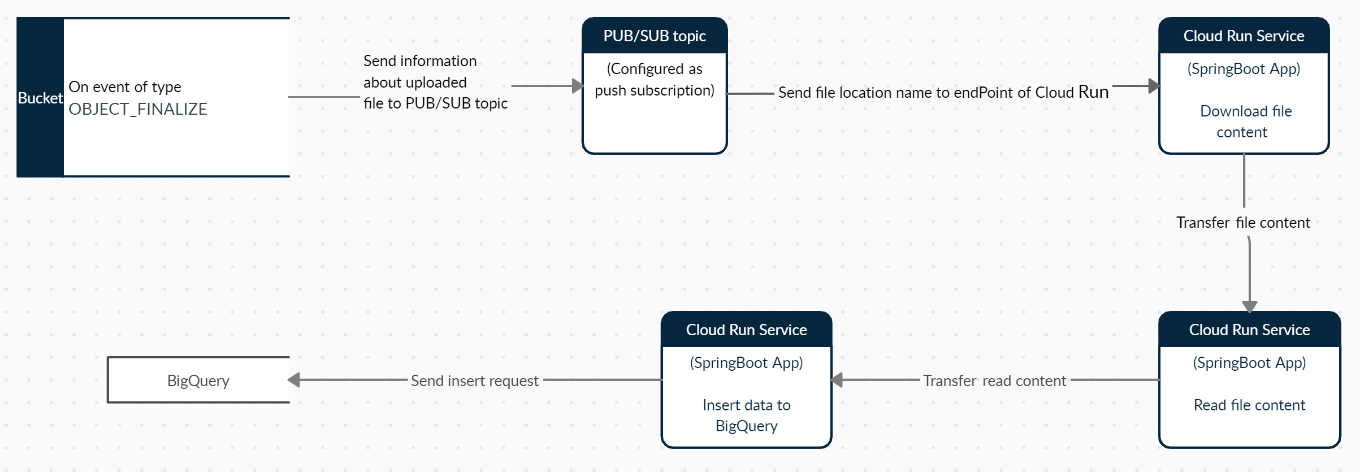 Bucket
On event of type
OBJECT_FINALIZE
Send information
about uploaded
file to PUB/SUB topic
PUB/SUB topic
(Configured as
push subscription)
Send file location name to endPoint of Cloud Run
Cloud Run Service
(SpringBoot App)
Download file
content
Transfer file content
Cloud Run Service
(SpringBoot App)
Read file content
Transfer read content
Cloud Run Service
(SpringBoot App)
Insert data to
BigQuery
Send insert request
BigQuery